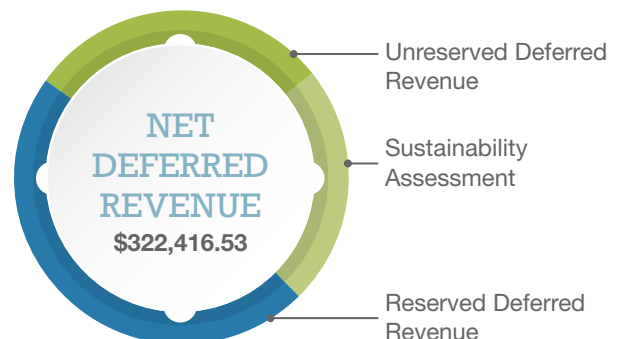 NET
DEFERRED
REVENUE
$322,416.53
Unreserved Deferred
Revenue
Sustainability
Assessment
Reserved Deferred
Revenue